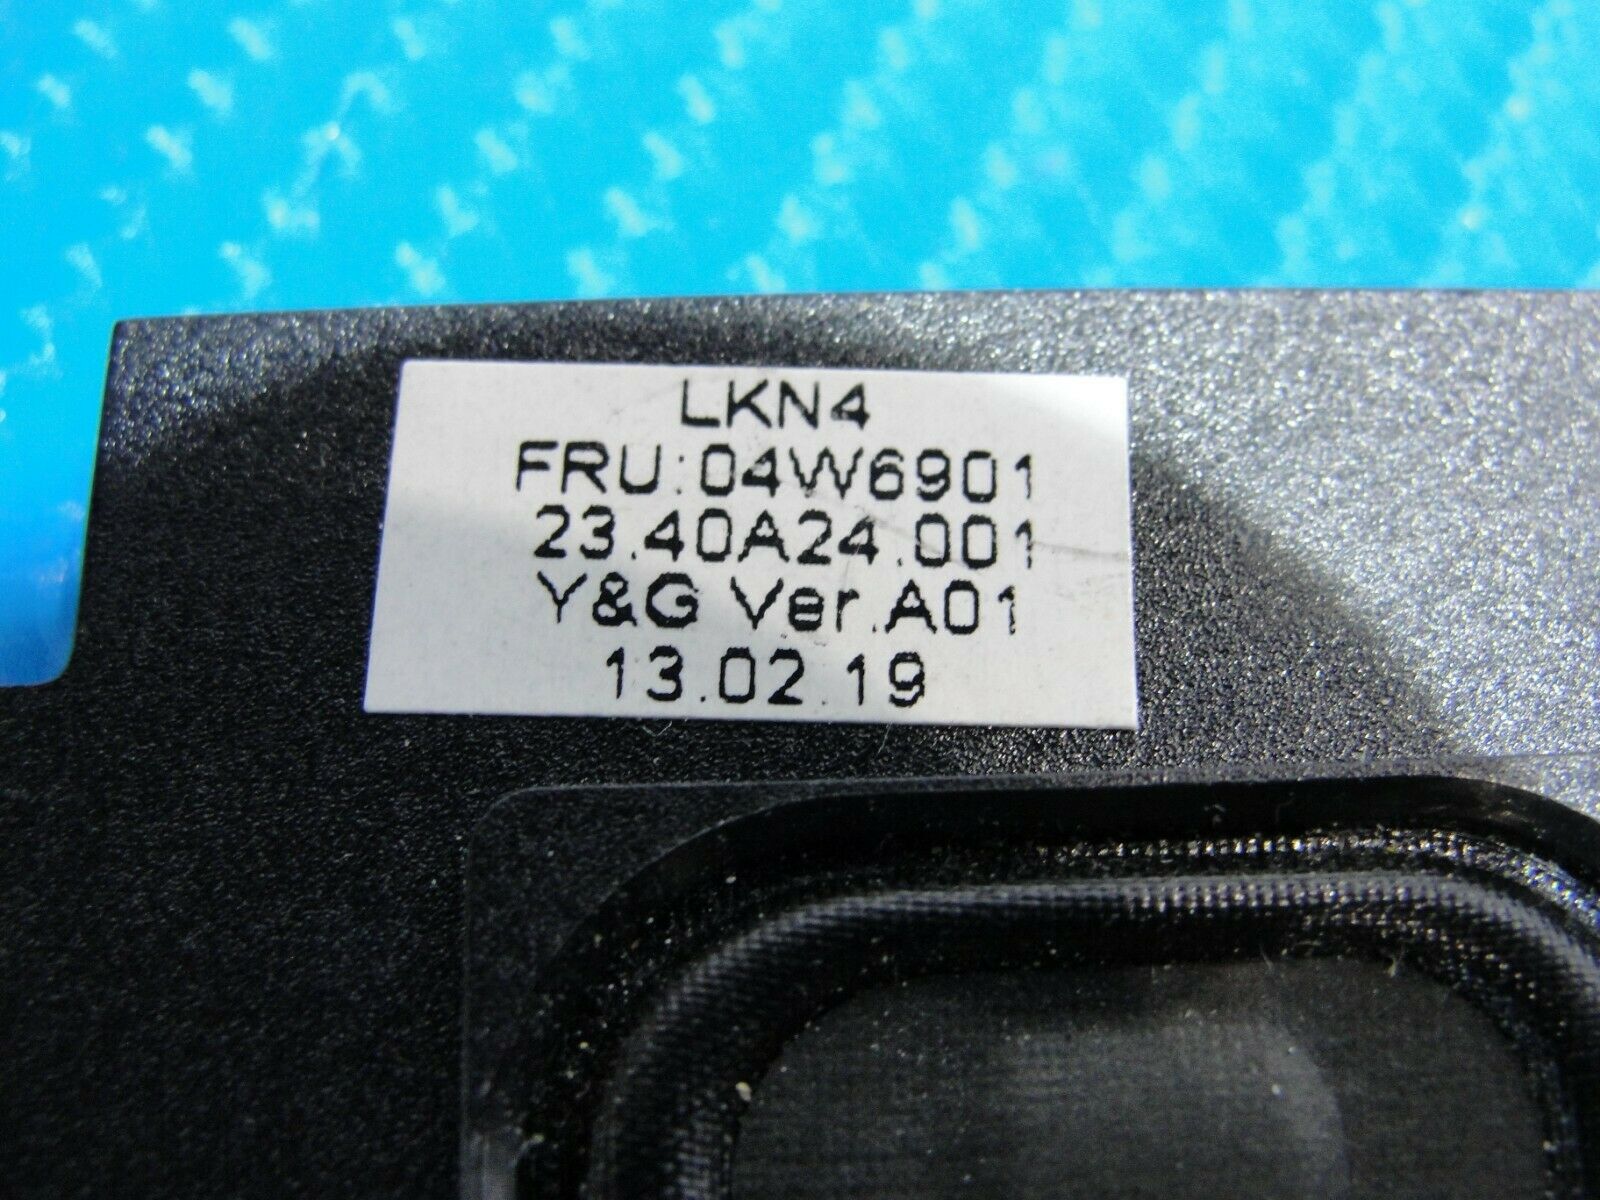 LKN4
FRU:04W6901
23.40A24.001
Y&G Ver.A01
13.02.19